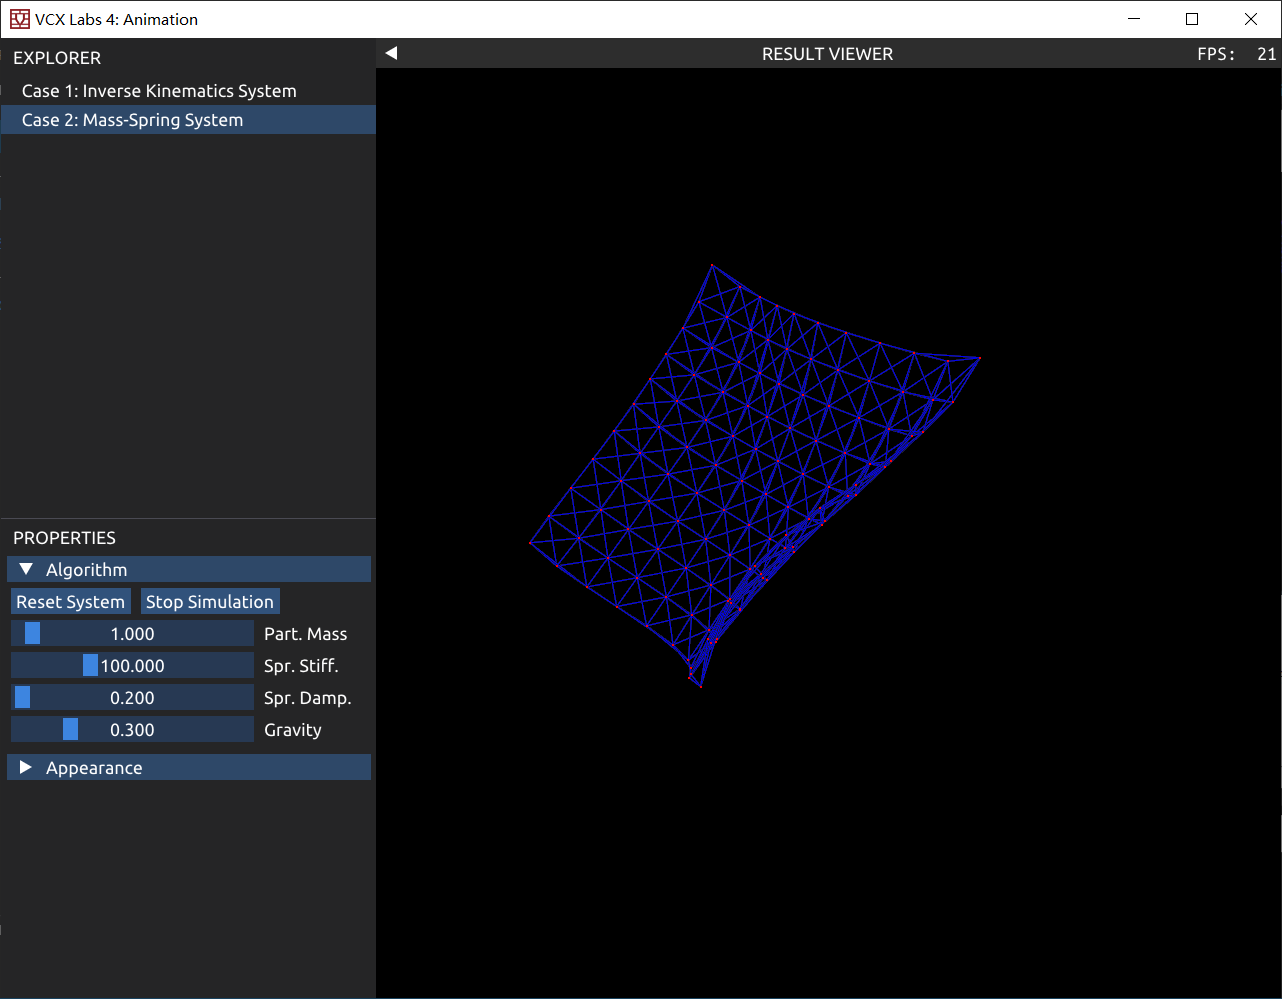 VCX Labs 4: Animation
EXPLORER
Case 1: Inverse Kinematics System
Case 2: Mass-Spring System
RESULT VIEWER
FPS: 21
PROPERTIES
Algorithm
Reset System Stop Simulation
1.000 Part. Mass
100.000 Spr. Stiff.
0.200 Spr. Damp.
0.300 Gravity
Appearance